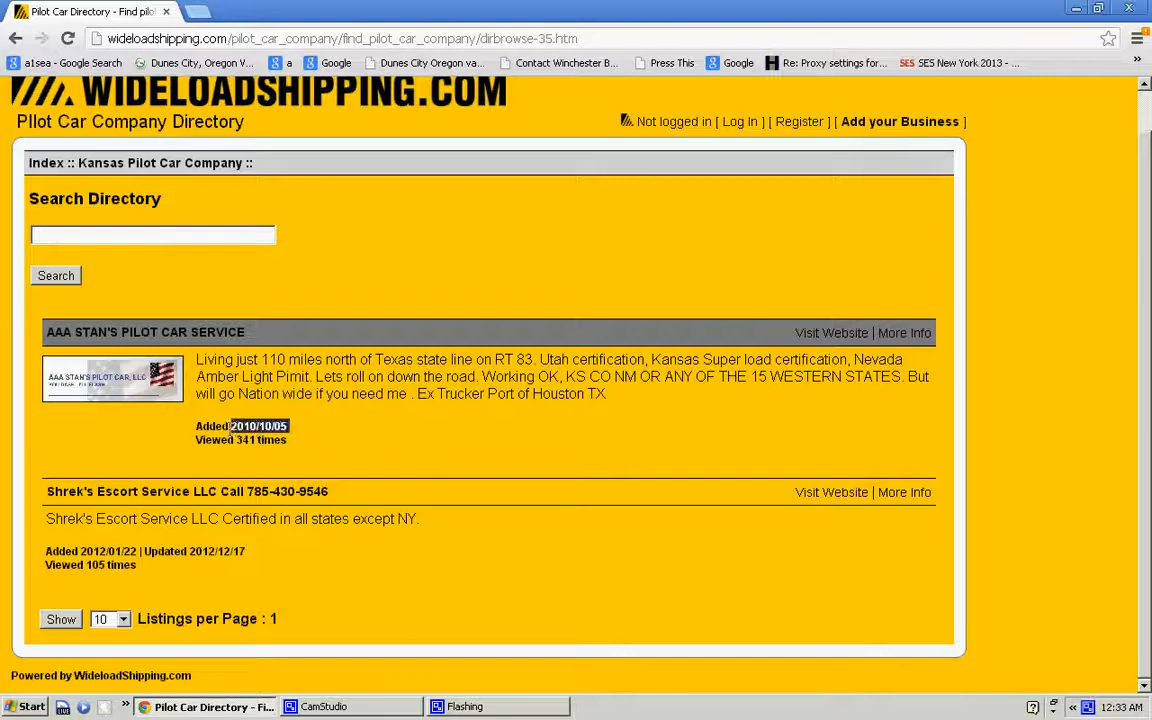 Pilot Car Directory - Find pilot
wideloadshipping.com/pilot_car_company/find_pilot_car_company/dirbrowse-35.htm
a1sea - Google Search
Dunes City, Oregon V...
a
Google
Dunes City Oregon va...
Contact Winchester B...
Press This
Google
Re: Proxy settings for...
SES New York 2013 - ...
WIDELOADSHIPPING.COM
PIlot Car Company Directory
Not logged in [ Log In ] [ Register ] [ Add your Business ]
Index :: Kansas Pilot Car Company ::
Search Directory
Search
AAA STAN'S PILOT CAR SERVICE
Visit Website | More Info
AAA STAN'S PILOT CAR, LLC
Living just 110 miles north of Texas state line on RT 83. Utah certification, Kansas Super load certification, Nevada
Amber Light Pimit. Lets roll on down the road. Working OK, KS CO NM OR ANY OF THE 15 WESTERN STATES. But
will go Nation wide if you need me . Ex Trucker Port of Houston TX
Added 2010/10/05
Viewed 341 times
Shrek's Escort Service LLC Call 785-430-9546
Visit Website | More Info
Shrek's Escort Service LLC Certified in all states except NY.
Added 2012/01/22 | Updated 2012/12/17
Viewed 105 times
Show 10 Listings per Page : 1
Powered by WideloadShipping.com
Start
Pilot Car Directory - Fi...
CamStudio
Flashing
12:33 AM